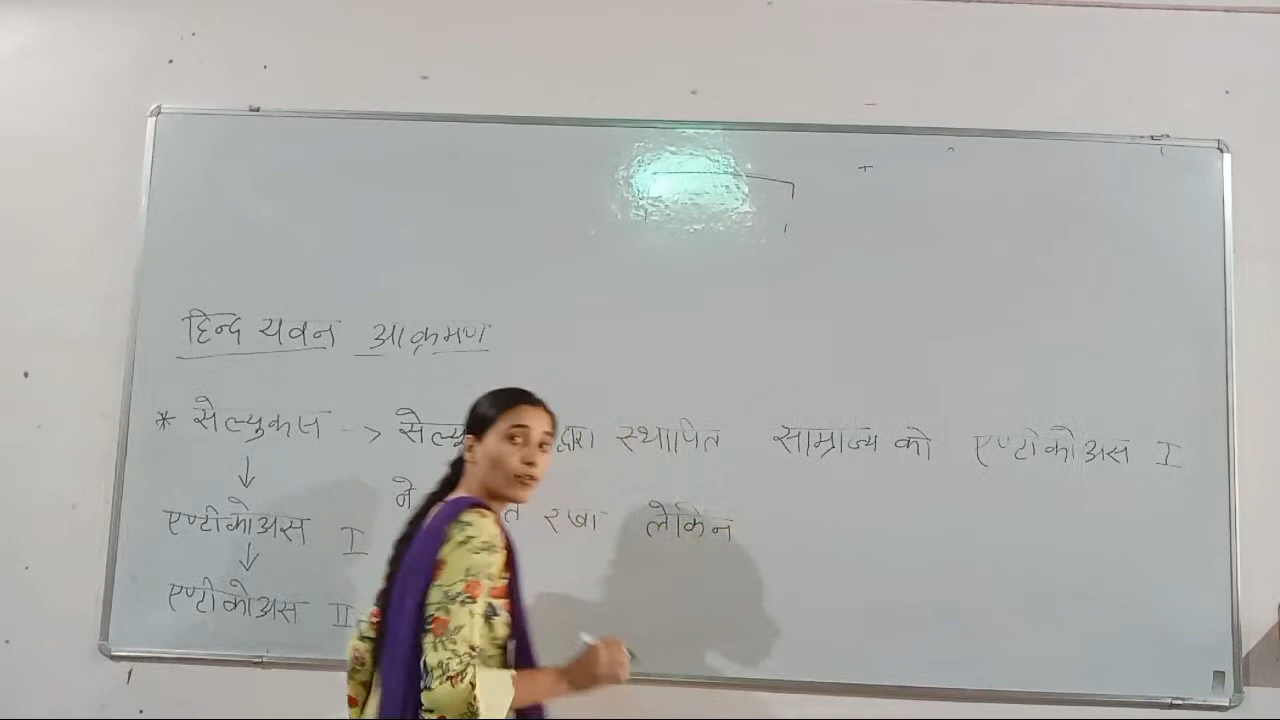 हिन्द यवन आक्रमण
* सेल्युकस -> सेल्यु द्वारा स्थापित साम्राज्य को एण्टीकोअस I
↓
ने त रखा लेकिन
एण्टीकोअस I
↓
एण्टीकोअस II